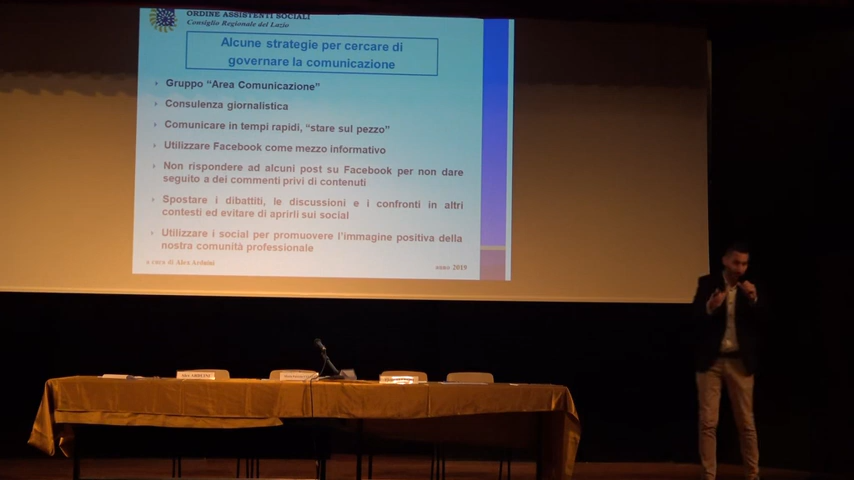 ORDINE ASSISTENTI SOCIALI
Consiglio Regionale del Lazio
Alcune strategie per cercare di
governare la comunicazione
Gruppo “Area Comunicazione”
Consulenza giornalistica
Comunicare in tempi rapidi, “stare sul pezzo”
Utilizzare Facebook come mezzo informativo
Non rispondere ad alcuni post su Facebook per non dare
seguito a dei commenti privi di contenuti
Spostare i dibattiti, le discussioni e i confronti in altri
contesti ed evitare di aprirli sui social
Utilizzare i social per promuovere l’immagine positiva della
nostra comunità professionale
a cura di Alex Arduini
anno 2019